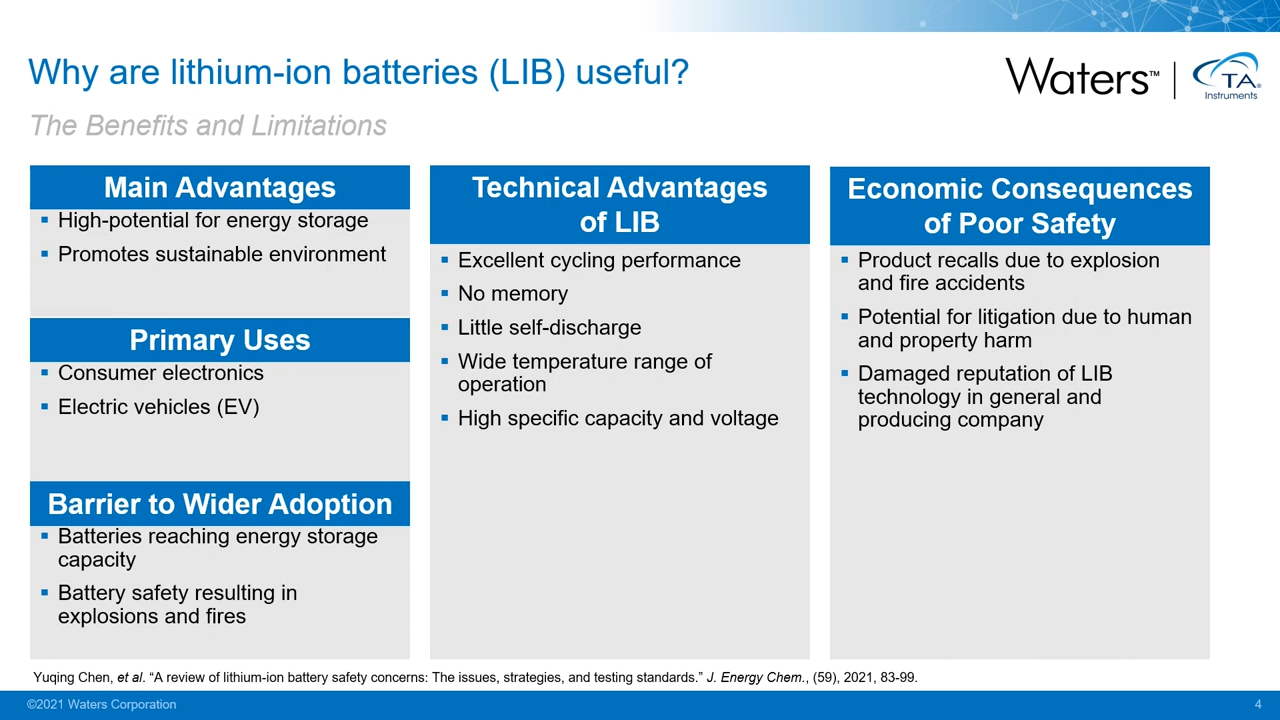 Why are lithium-ion batteries (LIB) useful?
Waters™
TA®
Instruments
The Benefits and Limitations
Main Advantages
▪ High-potential for energy storage
▪ Promotes sustainable environment
Primary Uses
▪ Consumer electronics
▪ Electric vehicles (EV)
Barrier to Wider Adoption
▪ Batteries reaching energy storage
capacity
▪ Battery safety resulting in
explosions and fires
Technical Advantages
of LIB
▪ Excellent cycling performance
▪ No memory
▪ Little self-discharge
▪ Wide temperature range of
operation
▪ High specific capacity and voltage
Economic Consequences
of Poor Safety
▪ Product recalls due to explosion
and fire accidents
▪ Potential for litigation due to human
and property harm
▪ Damaged reputation of LIB
technology in general and
producing company
Yuqing Chen, et al. “A review of lithium-ion battery safety concerns: The issues, strategies, and testing standards.” J. Energy Chem., (59), 2021, 83-99.
©2021 Waters Corporation
4